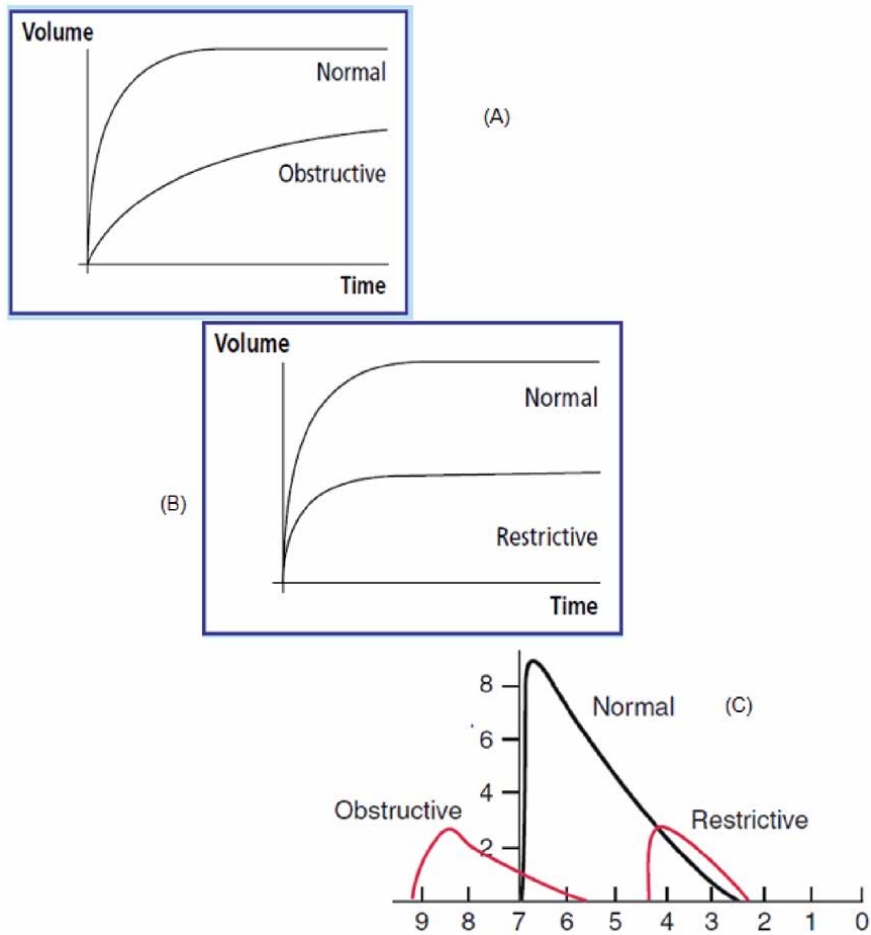 Volume
Normal
(A)
Obstructive
Time
Volume
Normal
(B)
Restrictive
Time
8
Normal (C)
6
4
Obstructive
Restrictive
2
9 8 7 6 5 4 3 2 1 0